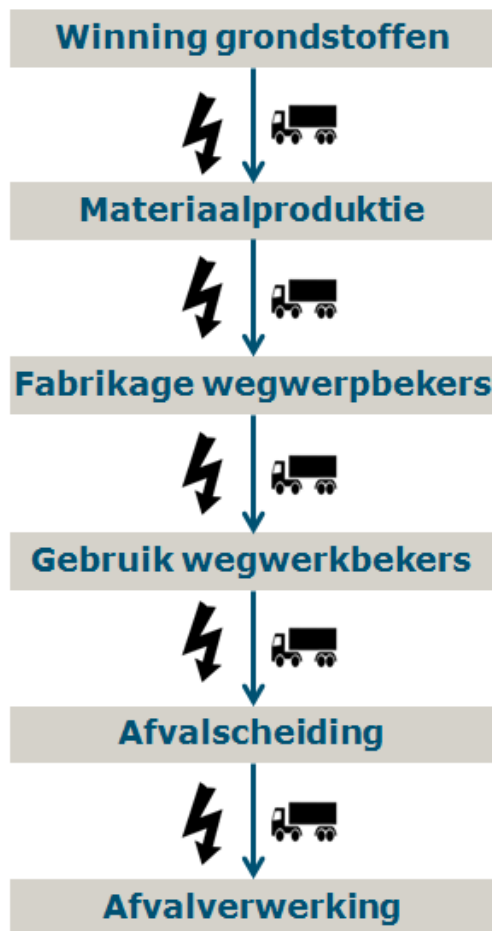 Winning grondstoffen
Materiaalproduktie
Fabrikage wegwerpbekers
Gebruik wegwerkbekers
Afvalscheiding
Afvalverwerking